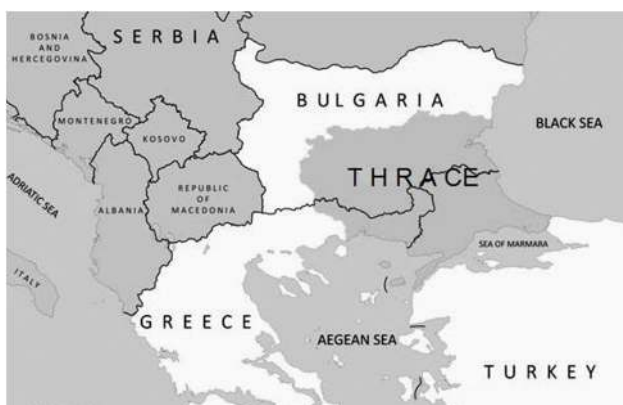 BOSNIA
AND
HERCEGOVINA
SERBIA
BULGARIA
BLACK SEA
MONTENEGRO
KOSOVO
THRACE
ADRIATIC SEA
ALBANIA
REPUBLIC
OF
MACEDONIA
SEA OF MARMARA
ITALY
GREECE
AEGEAN SEA
TURKEY